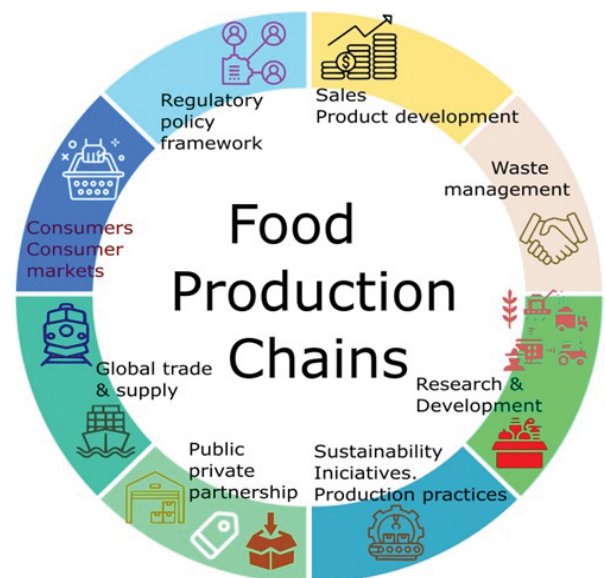 Food
Production
Chains
Sales
Product development
Waste
management
Research &
Development
Sustainability
Iniciatives.
Production practices
Public
private
partnership
Global trade
& supply
Consumers
Consumer
markets
Regulatory
policy
framework
$